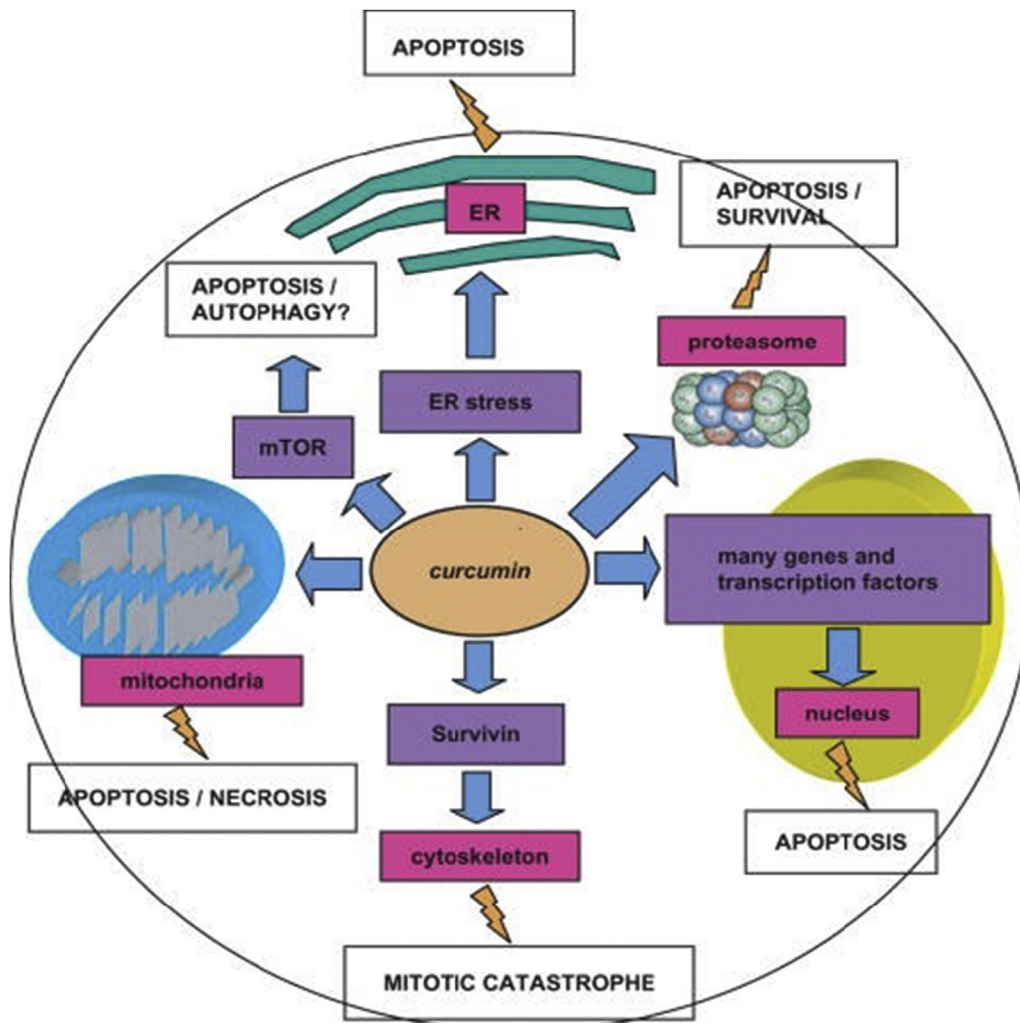 APOPTOSIS
ER
APOPTOSIS /
SURVIVAL
APOPTOSIS /
AUTOPHAGY?
proteasome
ER stress
mTOR
curcumin
many genes and
transcription factors
mitochondria
nucleus
Survivin
APOPTOSIS / NECROSIS
APOPTOSIS
cytoskeleton
MITOTIC CATASTROPHE